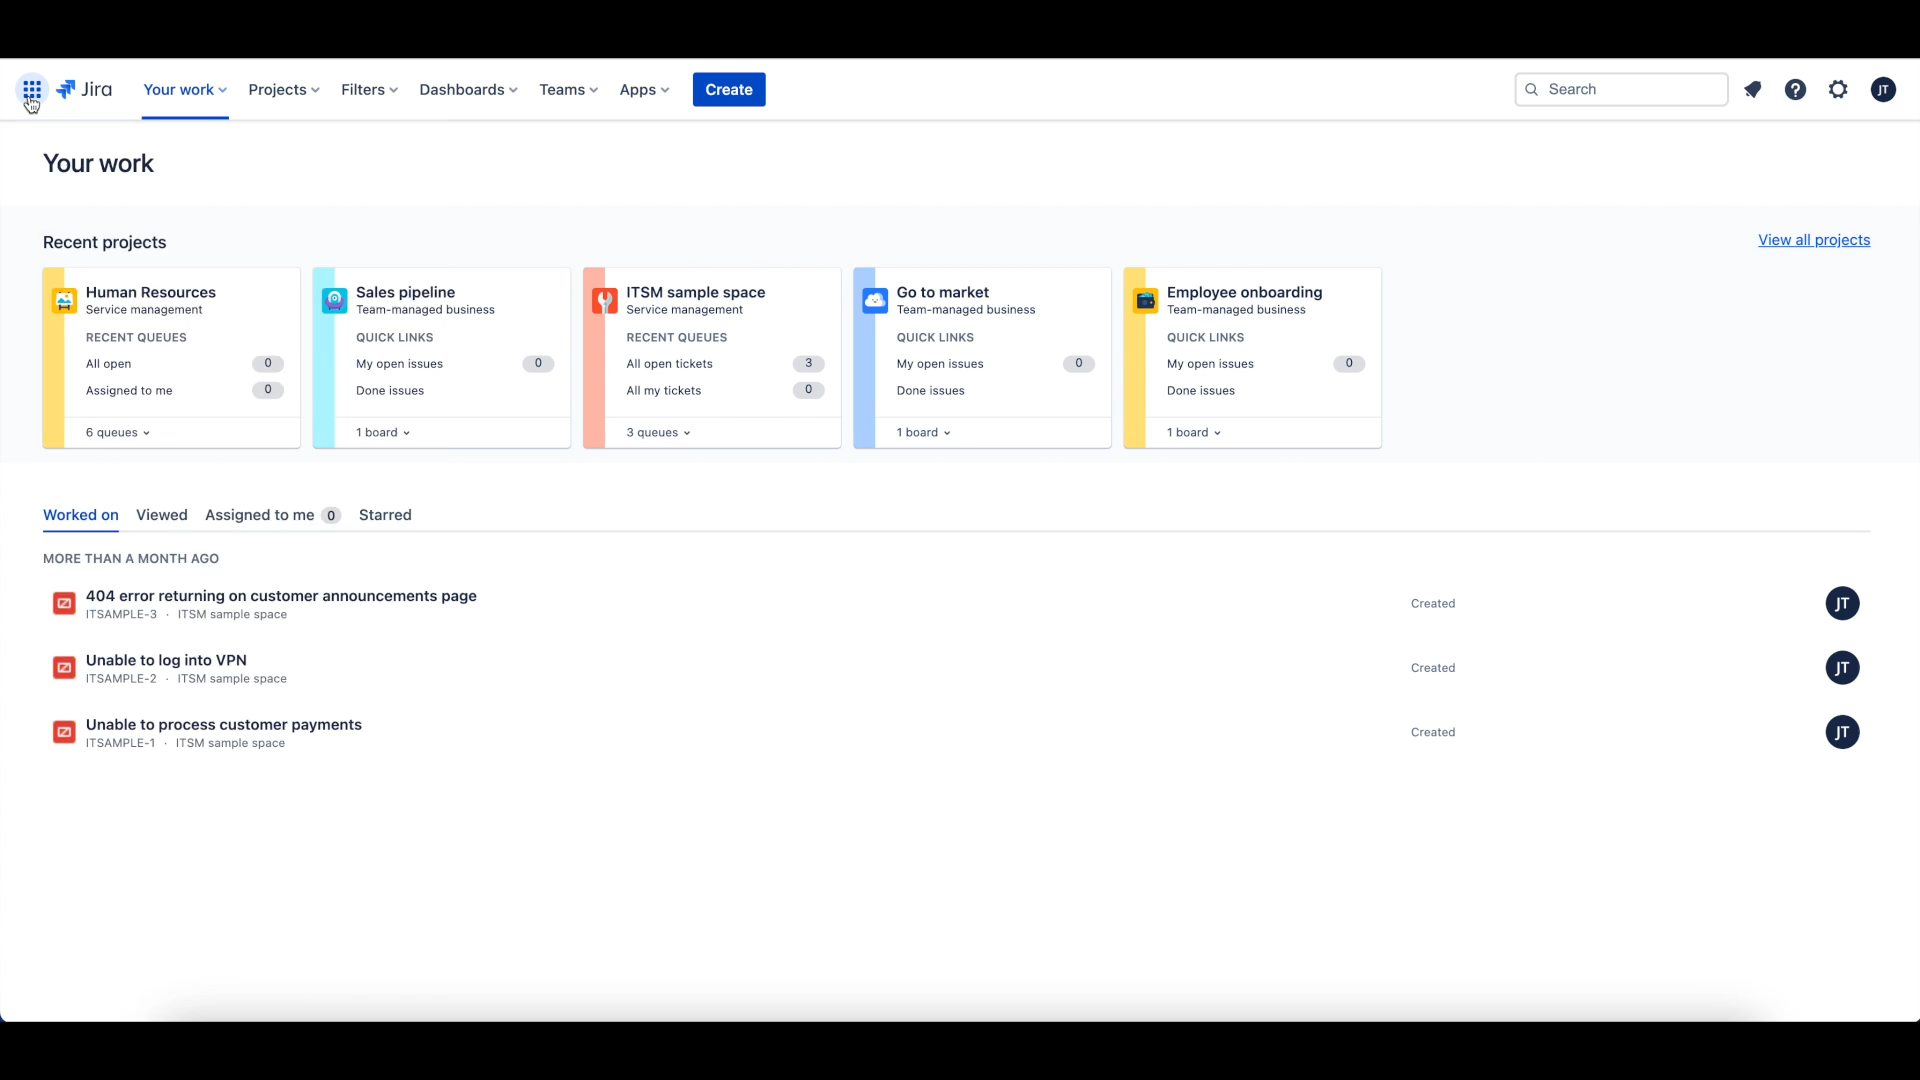 Jira Your work Projects Filters Dashboards Teams Apps Create Search ? JT
Your work
Recent projects
View all projects
Human Resources
Service management
RECENT QUEUES
All open 0
Assigned to me 0
6 queues
Sales pipeline
Team-managed business
QUICK LINKS
My open issues 0
Done issues
1 board
ITSM sample space
Service management
RECENT QUEUES
All open tickets 3
All my tickets 0
3 queues
Go to market
Team-managed business
QUICK LINKS
My open issues 0
Done issues
1 board
Employee onboarding
Team-managed business
QUICK LINKS
My open issues 0
Done issues
1 board
Worked on Viewed Assigned to me 0 Starred
MORE THAN A MONTH AGO
404 error returning on customer announcements page
ITSAMPLE-3 · ITSM sample space
Created
JT
Unable to log into VPN
ITSAMPLE-2 · ITSM sample space
Created
JT
Unable to process customer payments
ITSAMPLE-1 · ITSM sample space
Created
JT